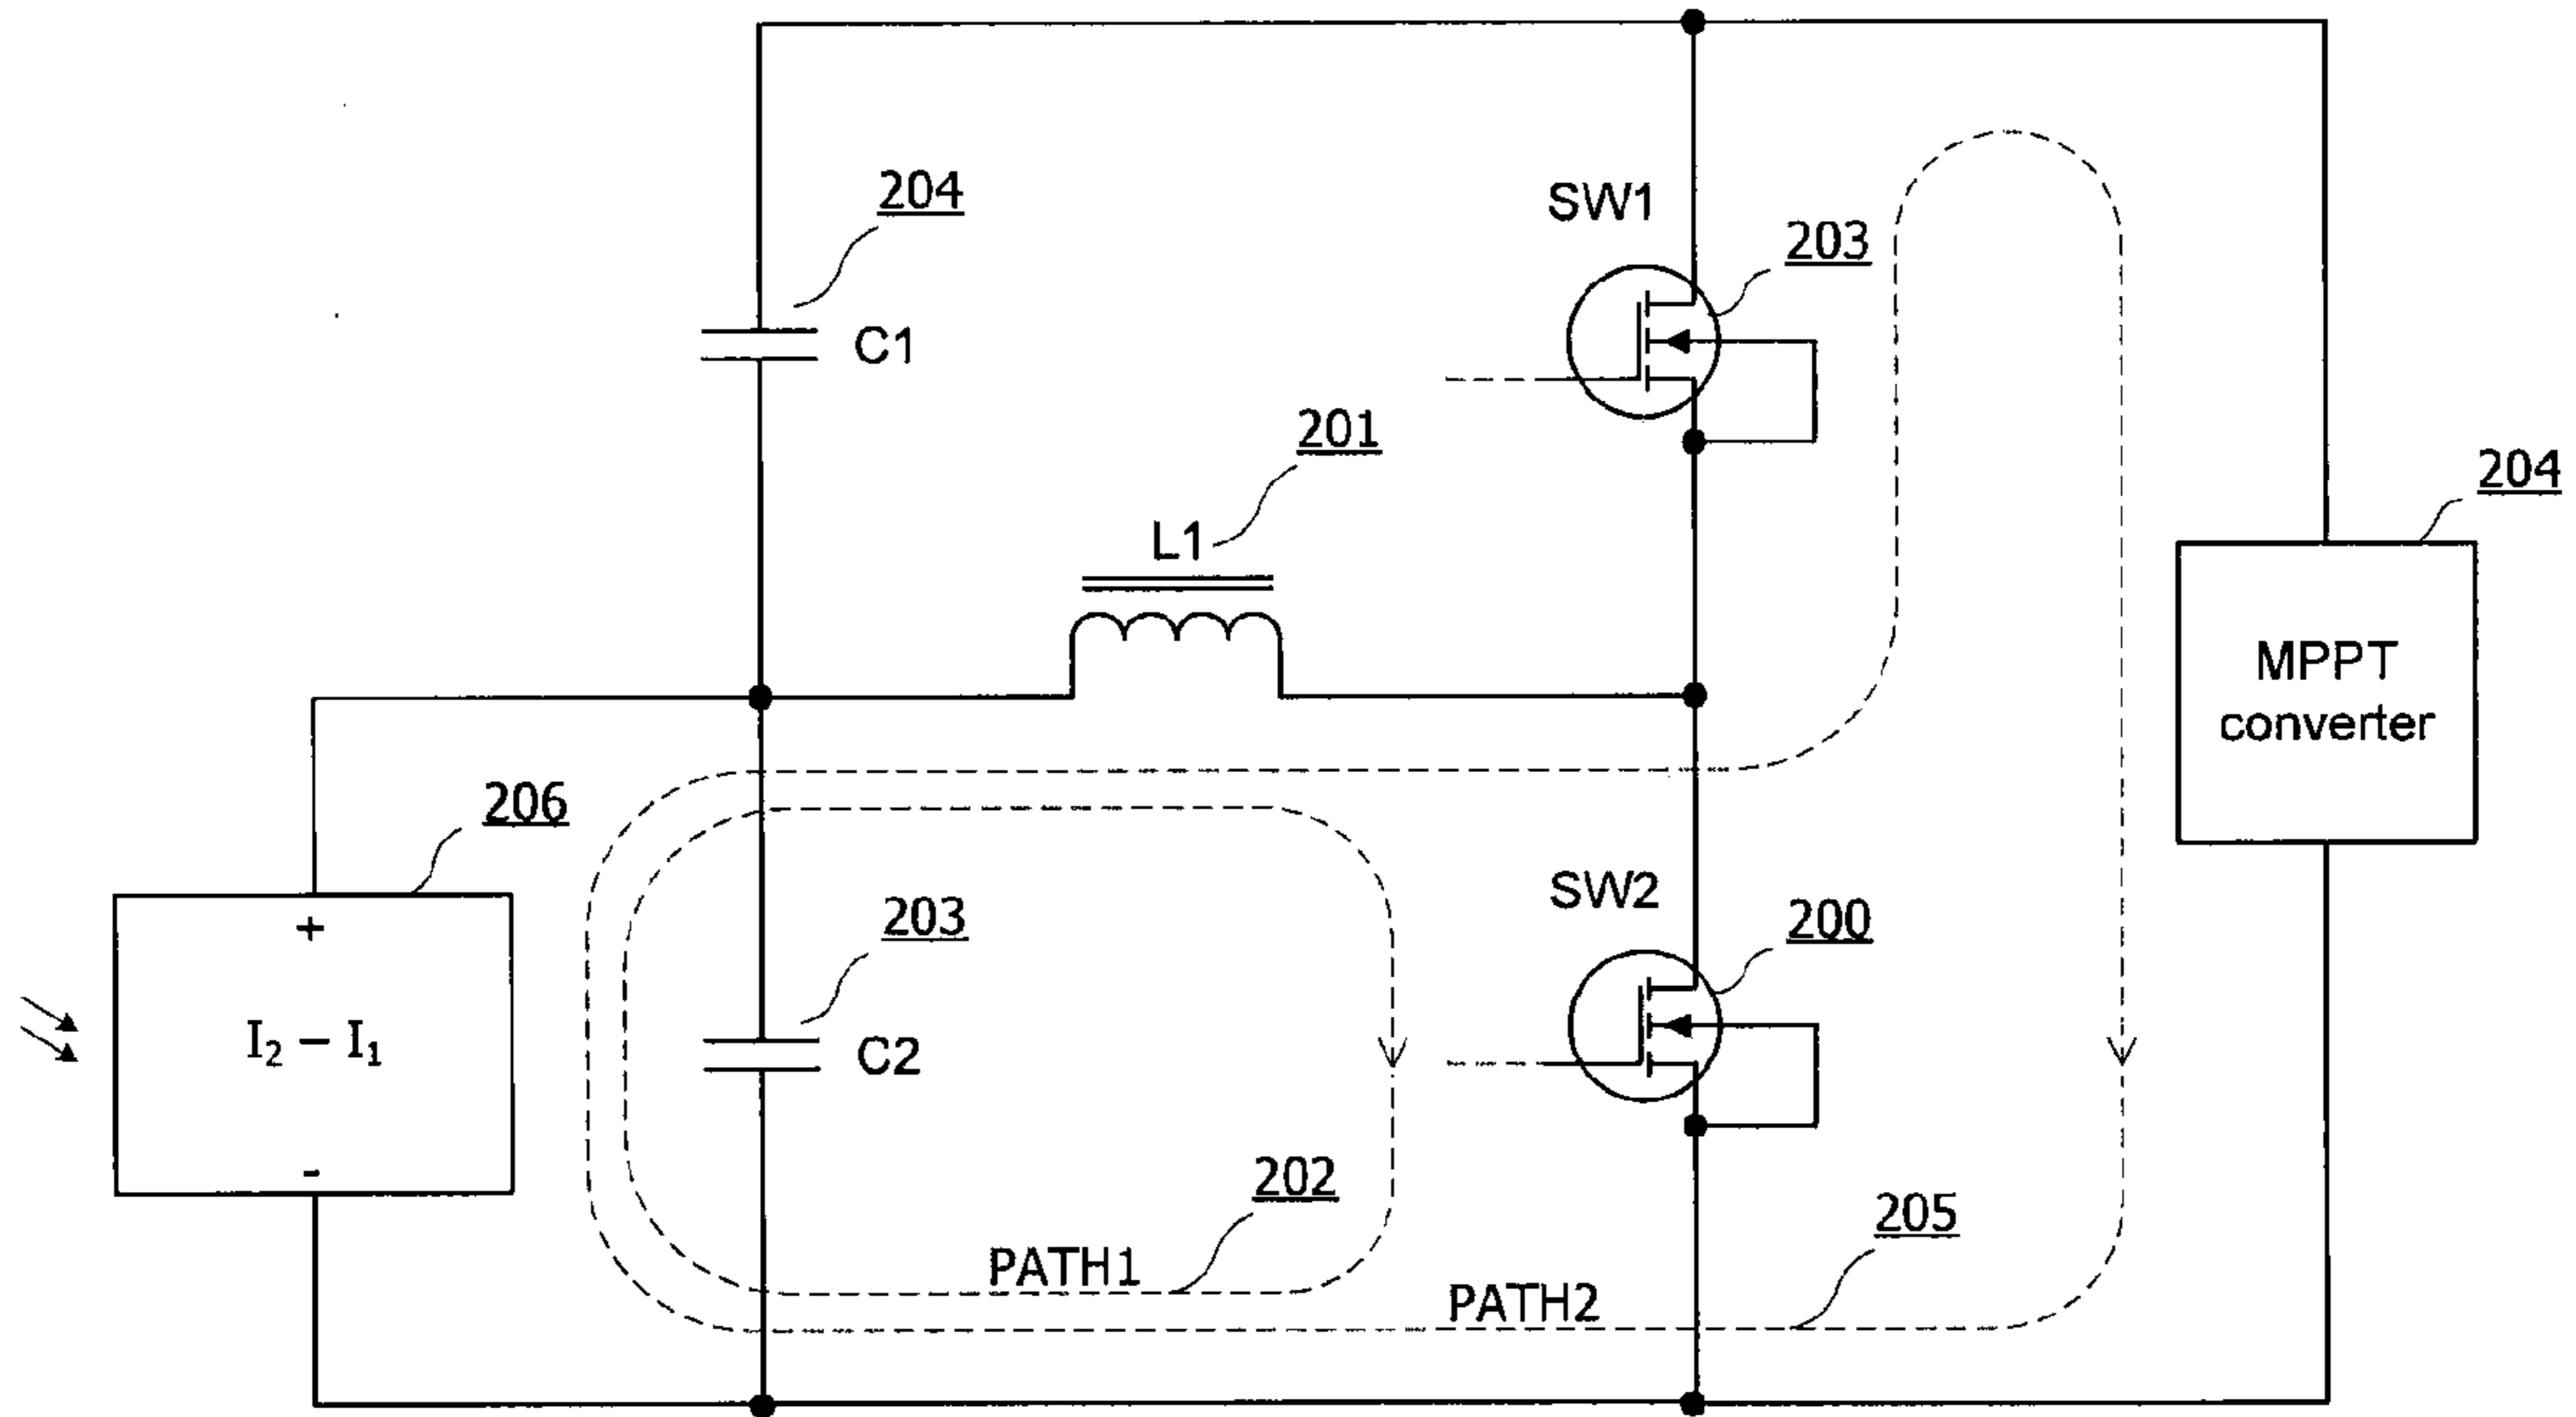 204
SW1
203
C1
201
204
L1
MPPT
converter
206
SW2
203
200
+
I₂ – I₁
C2
-
202
205
PATH1
PATH2